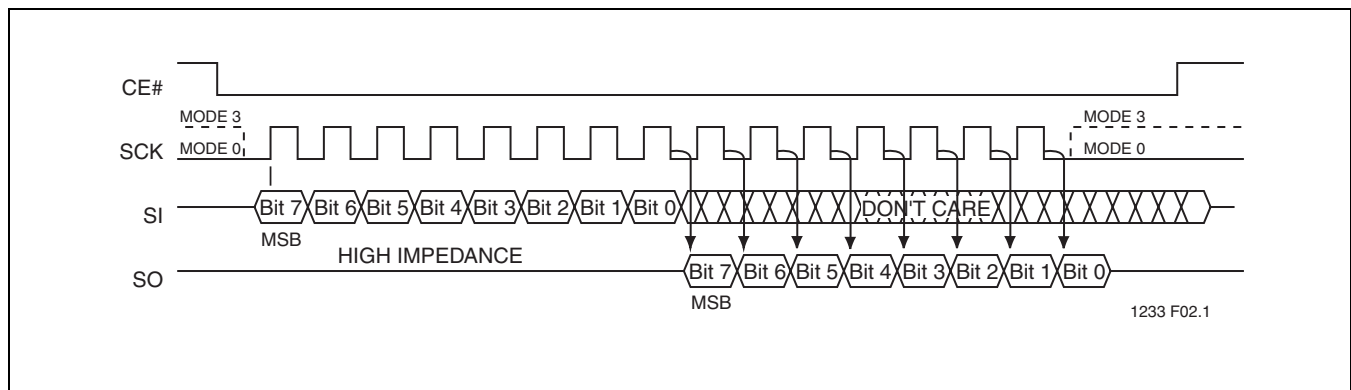 CE#
MODE 3 MODE 3
SCK MODE 0 MODE 0
SI Bit 7 Bit 6 Bit 5 Bit 4 Bit 3 Bit 2 Bit 1 Bit 0 DON'T CARE
MSB
HIGH IMPEDANCE
SO Bit 7 Bit 6 Bit 5 Bit 4 Bit 3 Bit 2 Bit 1 Bit 0
MSB
1233 F02.1